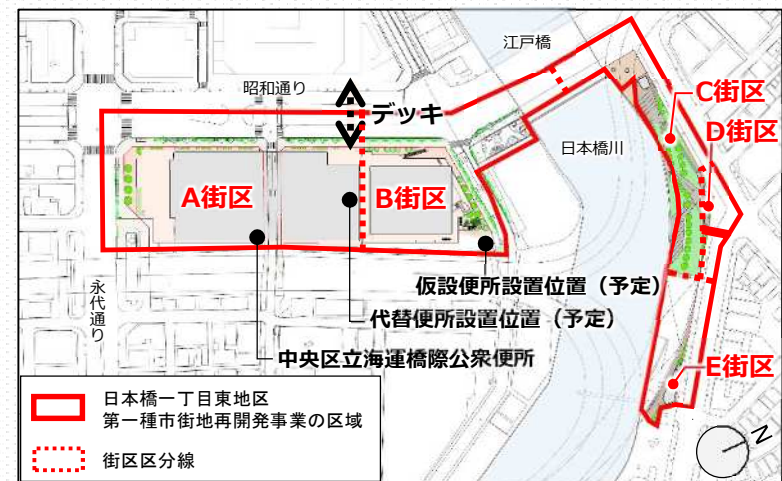 江戸橋
昭和通り
デッキ
C街区
D街区
日本橋川
A街区
B街区
仮設便所設置位置（予定）
代替便所設置位置（予定）
永代通り
中央区立海運橋際公衆便所
E街区
日本橋一丁目東地区
第一種市街地再開発事業の区域
街区区分線
N